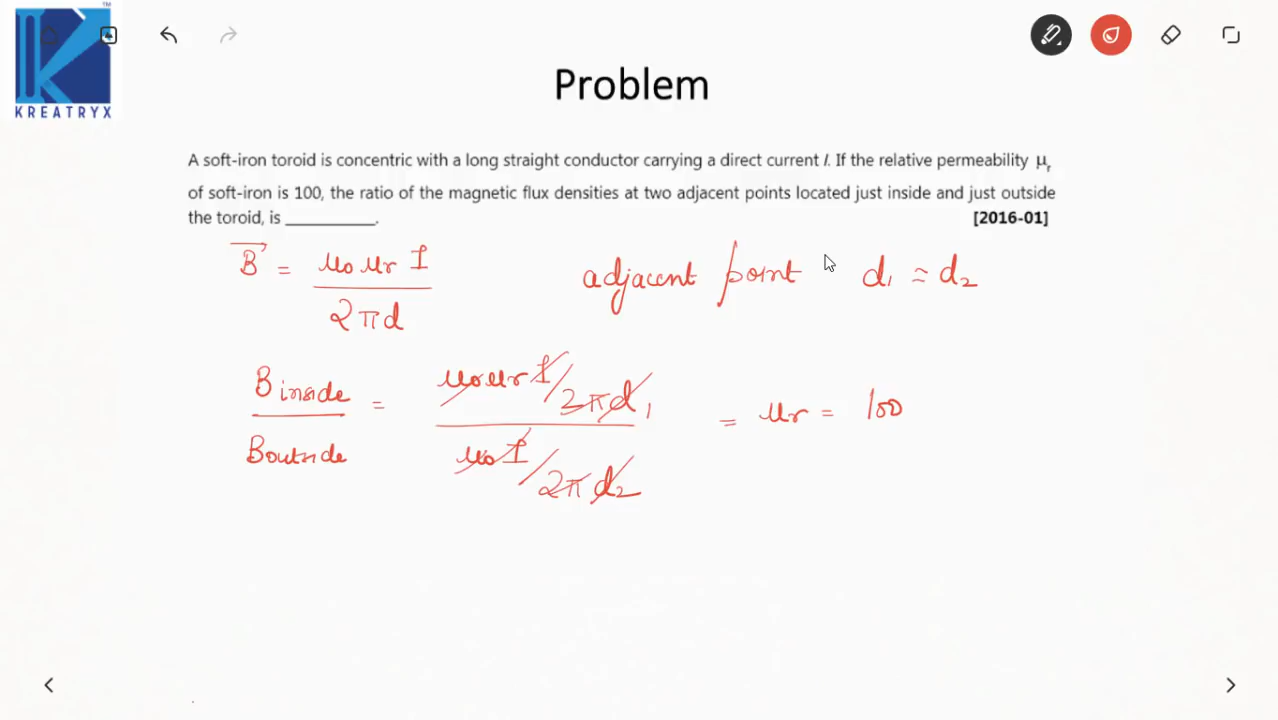 TM
KREATRYX
Problem
A soft-iron toroid is concentric with a long straight conductor carrying a direct current I. If the relative permeability μr
of soft-iron is 100, the ratio of the magnetic flux densities at two adjacent points located just inside and just outside
the toroid, is __________. [2016-01]
B = μ0 μr I / 2πd
adjacent point d1 ≈ d2
B inside / Boutside = μ0 μr I/2πd1 / μ0 I/2πd2 = μr = 100